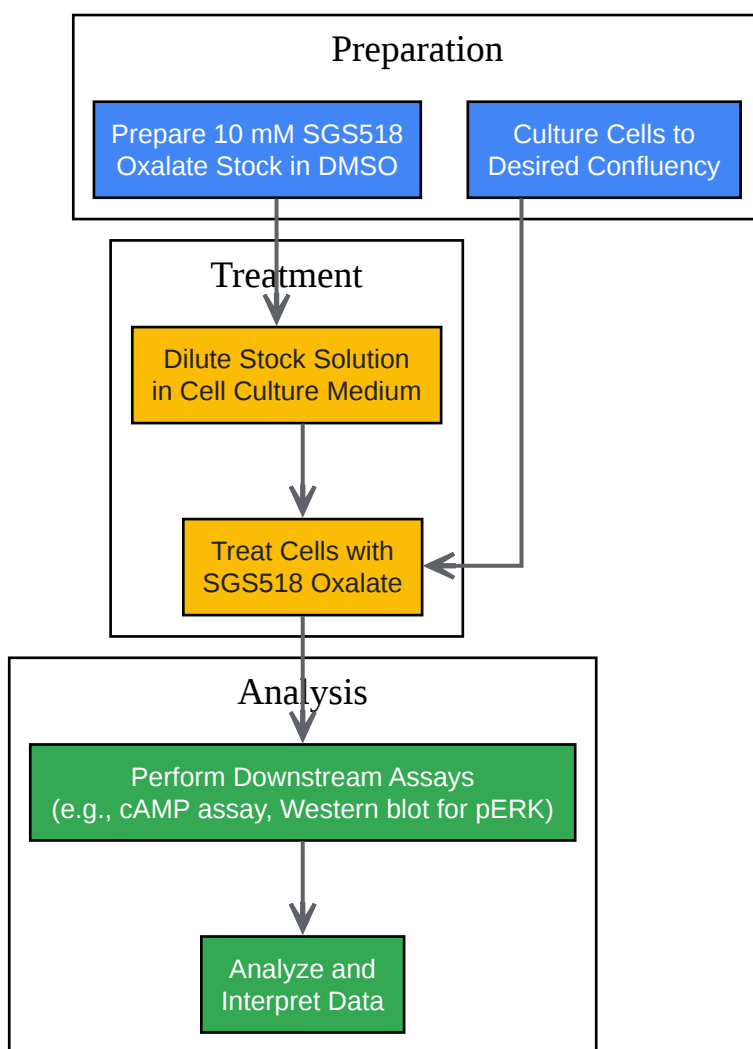 Preparation
Prepare 10 mM SGS518
Oxalate Stock in DMSO
Culture Cells to
Desired Confluency
Treatment
Dilute Stock Solution
in Cell Culture Medium
Treat Cells with
SGS518 Oxalate
Analysis
Perform Downstream Assays
(e.g., cAMP assay, Western blot for pERK)
Analyze and
Interpret Data